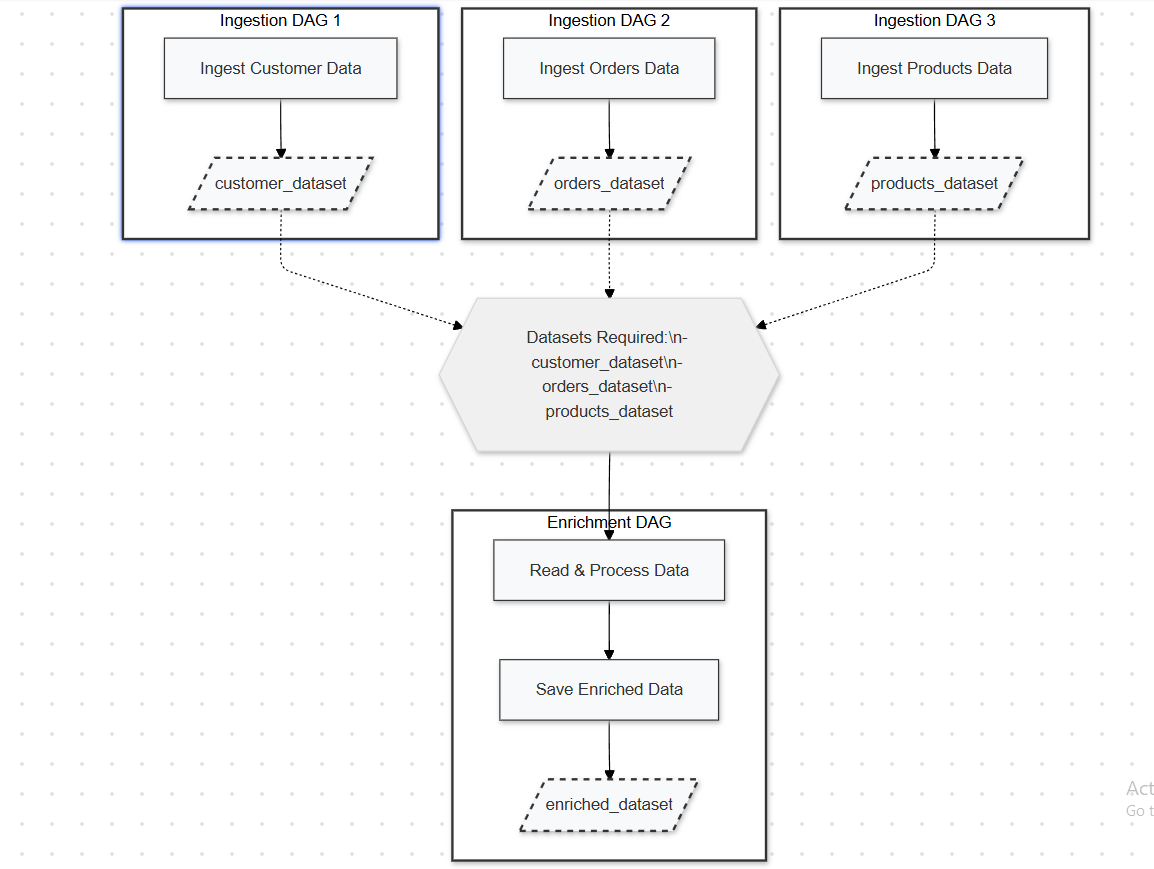 Ingestion DAG 1
Ingestion DAG 2
Ingestion DAG 3
Ingest Customer Data
Ingest Orders Data
Ingest Products Data
customer_dataset
orders_dataset
products_dataset
Datasets Required:\n-
customer_dataset\n-
orders_dataset\n-
products_dataset
Enrichment DAG
Read & Process Data
Save Enriched Data
enriched_dataset
Act
Go t